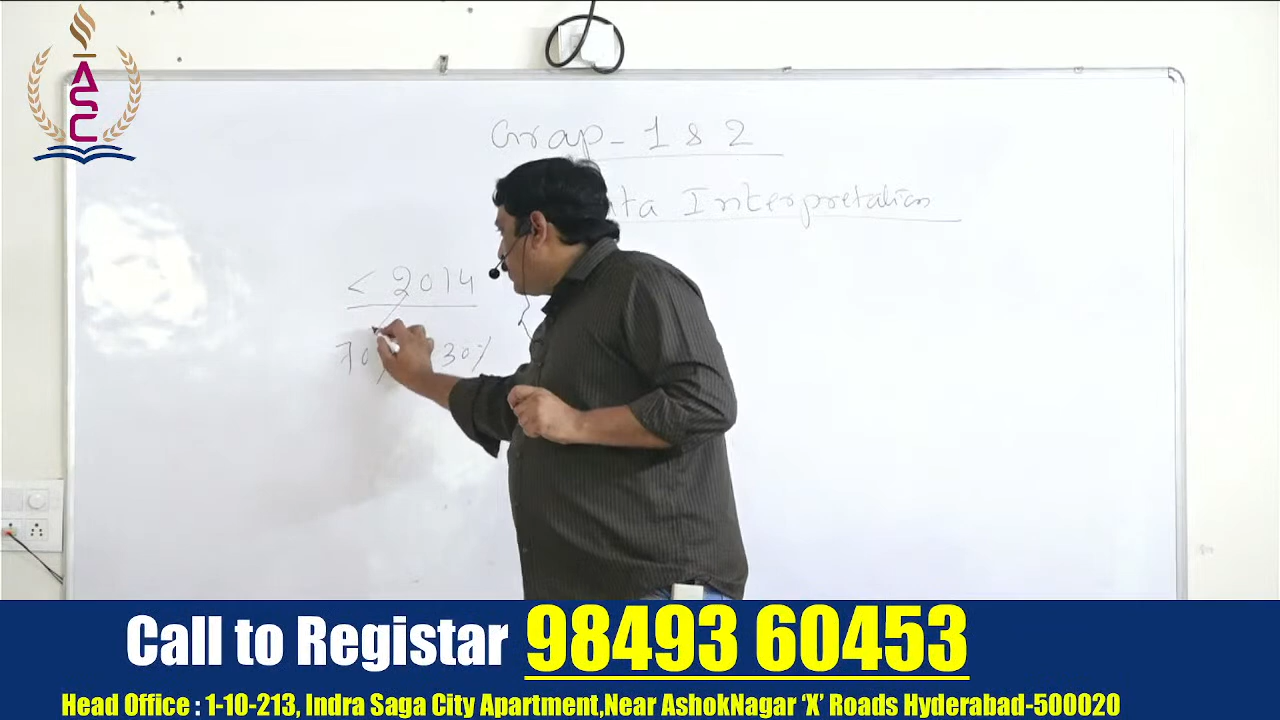 ASC
Grap - 1 & 2
ta Interpretation
< 2014
70 30%
Call to Registar 98493 60453
Head Office : 1-10-213, Indra Saga City Apartment,Near AshokNagar ‘X’ Roads Hyderabad-500020